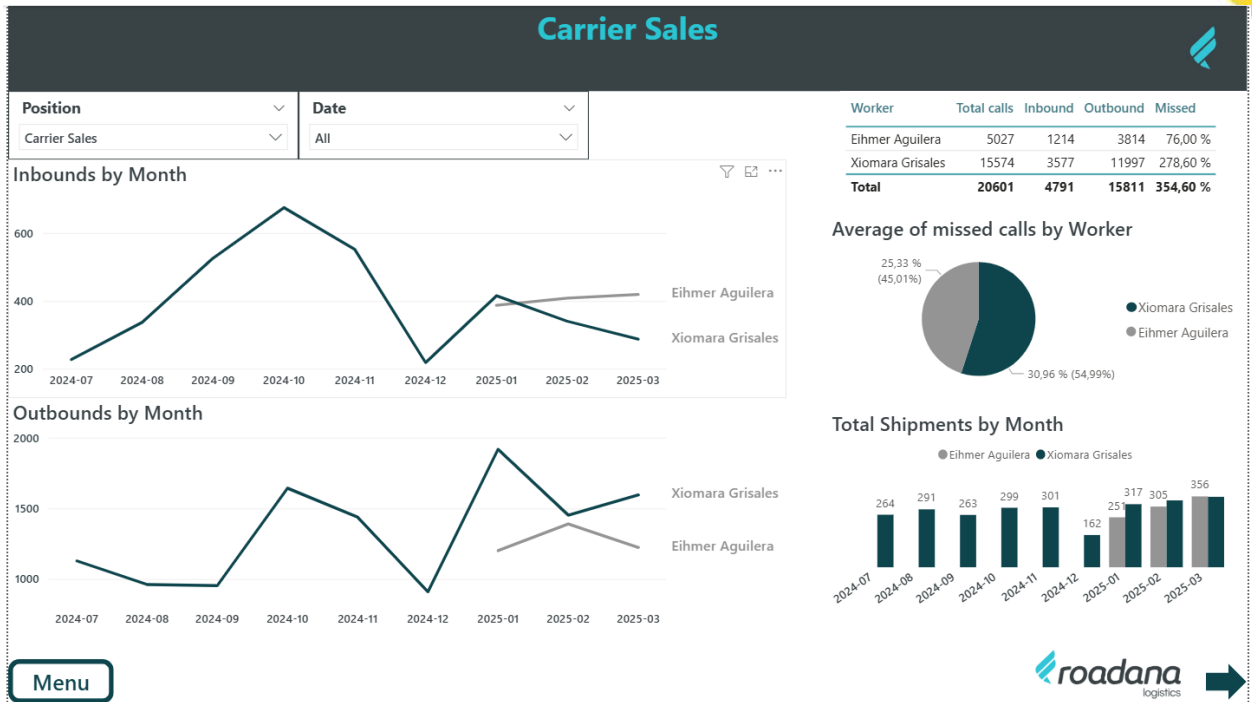 Carrier Sales
Position
Carrier Sales
Date
All
Worker Total calls Inbound Outbound Missed
Eihmer Aguilera 5027 1214 3814 76,00 %
Xiomara Grisales 15574 3577 11997 278,60 %
Total 20601 4791 15811 354,60 %
Inbounds by Month
600
400
200
Eihmer Aguilera
Xiomara Grisales
2024-07 2024-08 2024-09 2024-10 2024-11 2024-12 2025-01 2025-02 2025-03
Average of missed calls by Worker
25,33 %
(45,01%)
30,96 % (54,99%)
Xiomara Grisales
Eihmer Aguilera
Outbounds by Month
2000
1500
1000
Xiomara Grisales
Eihmer Aguilera
2024-07 2024-08 2024-09 2024-10 2024-11 2024-12 2025-01 2025-02 2025-03
Total Shipments by Month
Eihmer Aguilera Xiomara Grisales
264 291 263 299 301 162 251 317 305 356
2024-07 2024-08 2024-09 2024-10 2024-11 2024-12 2025-01 2025-02 2025-03
Menu
roadana
logistics